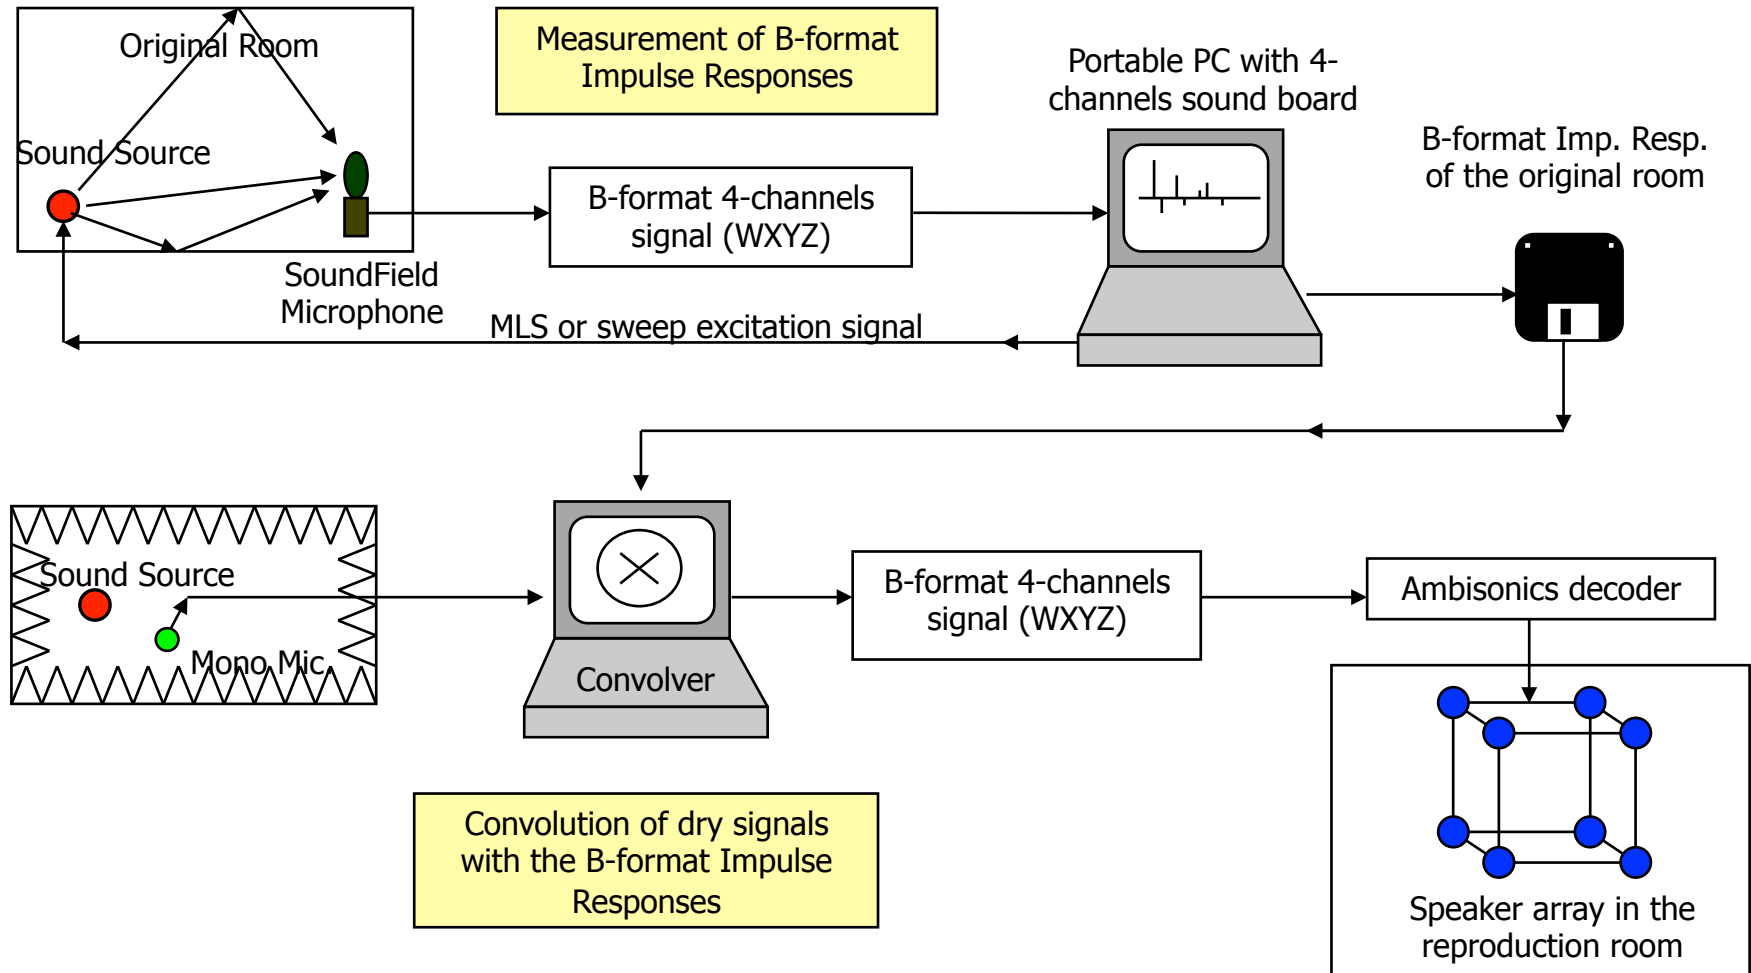 Original Room
Measurement of B-format
Impulse Responses
Portable PC with 4-
channels sound board
B-format Imp. Resp.
of the original room
Sound Source
B-format 4-channels
signal (WXYZ)
SoundField
Microphone
MLS or sweep excitation signal
Sound Source
Mono Mic.
Convolver
B-format 4-channels
signal (WXYZ)
Ambisonics decoder
Convolution of dry signals
with the B-format Impulse
Responses
Speaker array in the
reproduction room